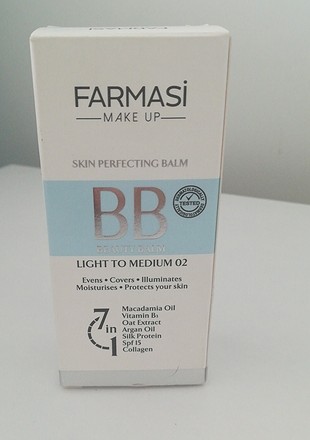 FARMASİ
MAKE UP
SKIN PERFECTING BALM
BB
TESTED
LIGHT TO MEDIUM 02
Evens • Covers • Illuminates
Moisturises • Protects your skin
7 in 1
Macadamia Oil
Vitamin B₅
Oat Extract
Argan Oil
Silk Protein
Spf 15
Collagen